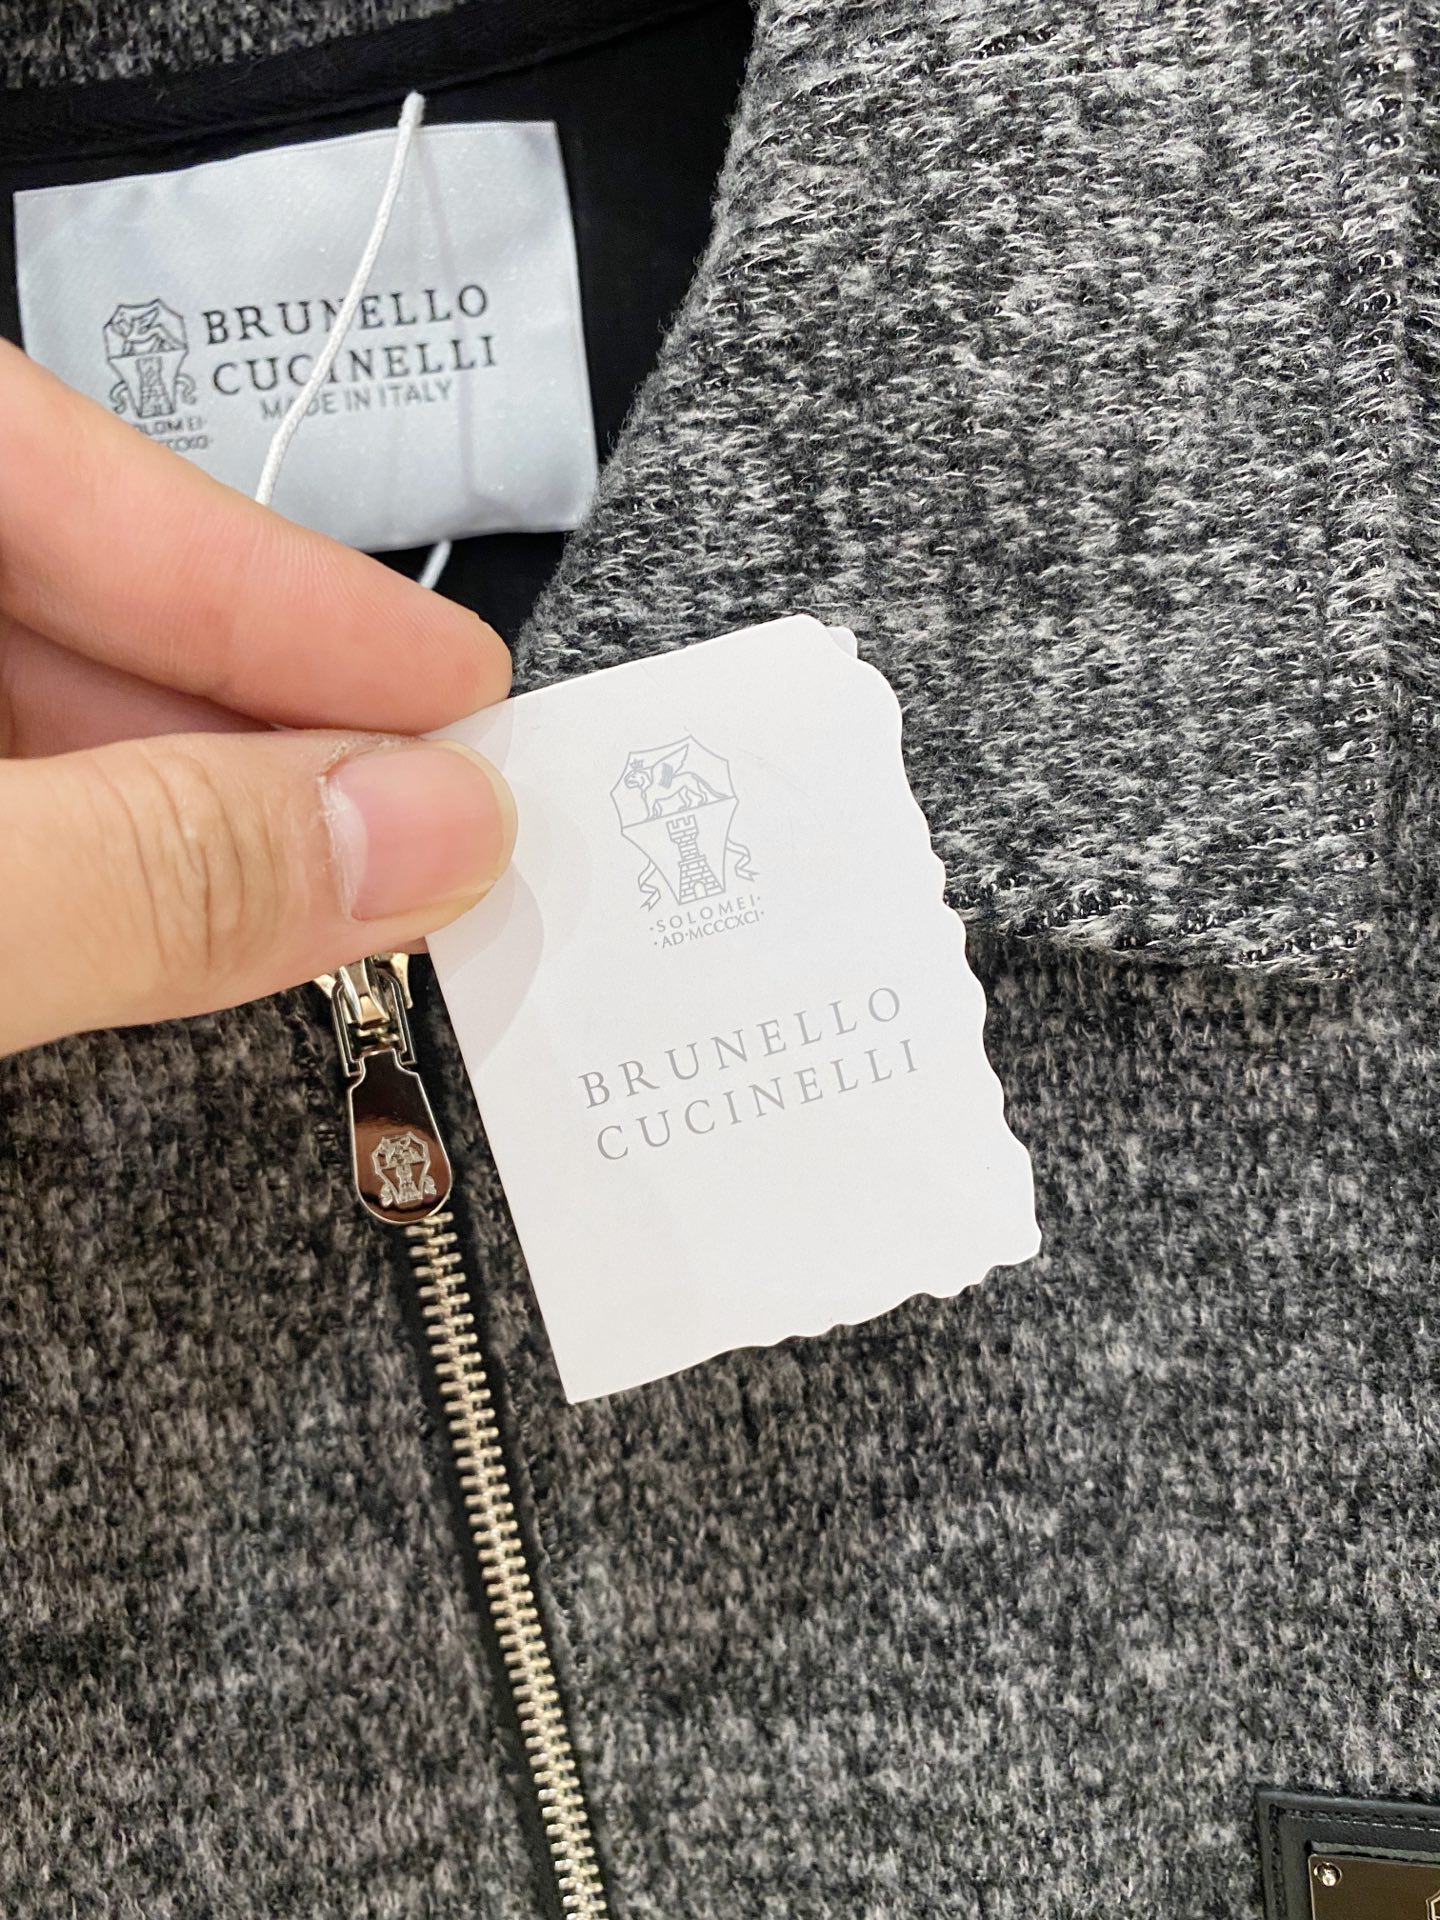 BRUNELLO
CUCINELLI
MADE IN ITALY
·SOLOMEI·
·AD·MCCCXCI·
BRUNELLO
CUCINELLI